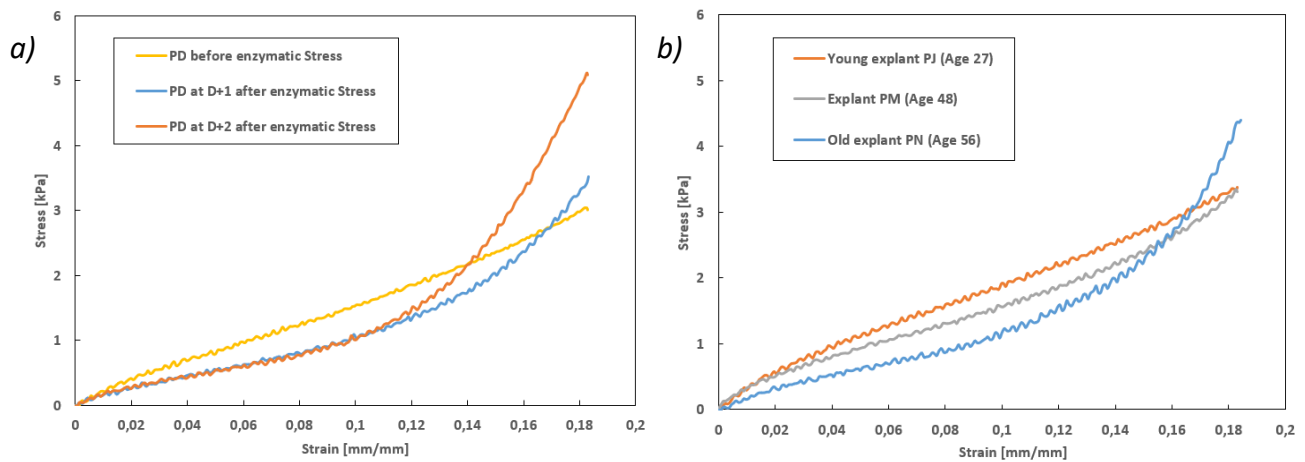 a)
6
5
4
3
2
1
0
Stress [kPa]
PD before enzymatic Stress
PD at D+1 after enzymatic Stress
PD at D+2 after enzymatic Stress
0 0,02 0,04 0,06 0,08 0,1 0,12 0,14 0,16 0,18 0,2
Strain [mm/mm]
b)
6
5
4
3
2
1
0
Stress [kPa]
Young explant PJ (Age 27)
Explant PM (Age 48)
Old explant PN (Age 56)
0 0,02 0,04 0,06 0,08 0,1 0,12 0,14 0,16 0,18 0,2
Strain [mm/mm]